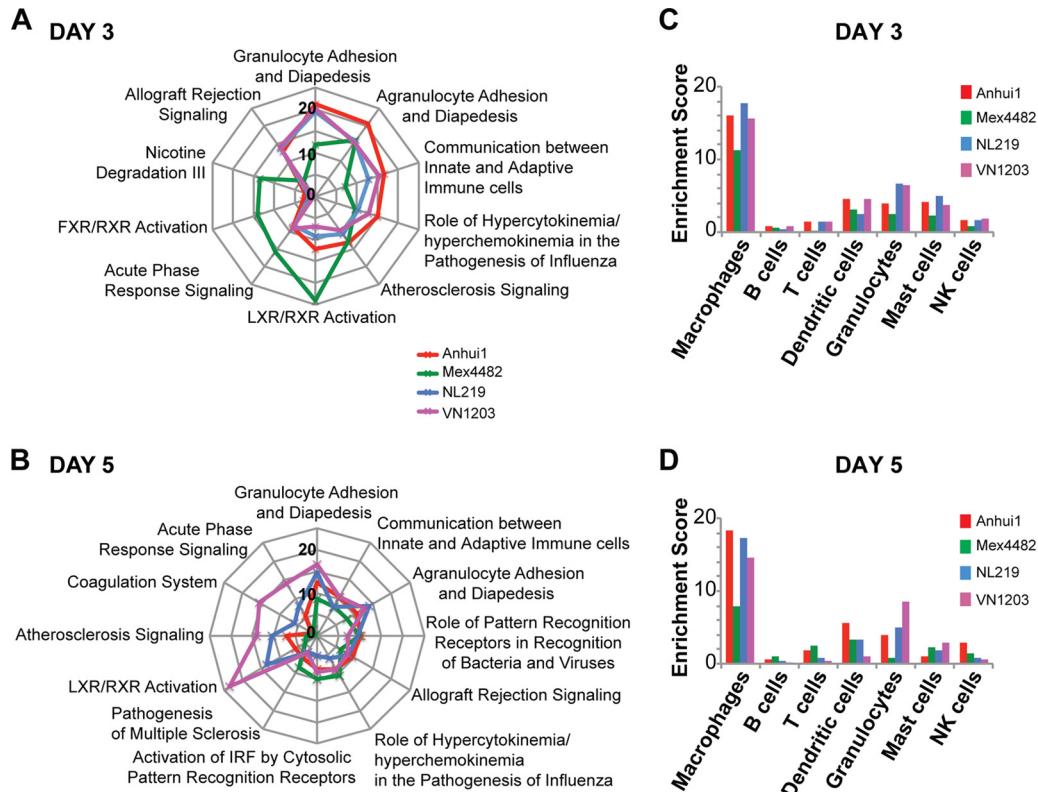 A DAY 3
Granulocyte Adhesion
and Diapedesis
Allograft Rejection
Signaling
Agranulocyte Adhesion
and Diapedesis
Nicotine
Degradation III
Communication between
Innate and Adaptive
Immune cells
FXR/RXR Activation
Role of Hypercytokinemia/
hyperchemokinemia in the
Pathogenesis of Influenza
Acute Phase
Response Signaling
Atherosclerosis Signaling
LXR/RXR Activation
20
10
0
Anhui1
Mex4482
NL219
VN1203
B DAY 5
Granulocyte Adhesion
and Diapedesis
Acute Phase
Response Signaling
Communication between
Innate and Adaptive Immune cells
Coagulation System
Agranulocyte Adhesion
and Diapedesis
Atherosclerosis Signaling
Role of Pattern Recognition
Receptors in Recognition
of Bacteria and Viruses
LXR/RXR Activation
Allograft Rejection Signaling
Pathogenesis
of Multiple Sclerosis
Role of Hypercytokinemia/
hyperchemokinemia
in the Pathogenesis of Influenza
Activation of IRF by Cytosolic
Pattern Recognition Receptors
20
10
0
C DAY 3
Enrichment Score
20
10
0
Anhui1
Mex4482
NL219
VN1203
Macrophages
B cells
T cells
Dendritic cells
Granulocytes
Mast cells
NK cells
D DAY 5
Enrichment Score
20
10
0
Anhui1
Mex4482
NL219
VN1203
Macrophages
B cells
T cells
Dendritic cells
Granulocytes
Mast cells
NK cells